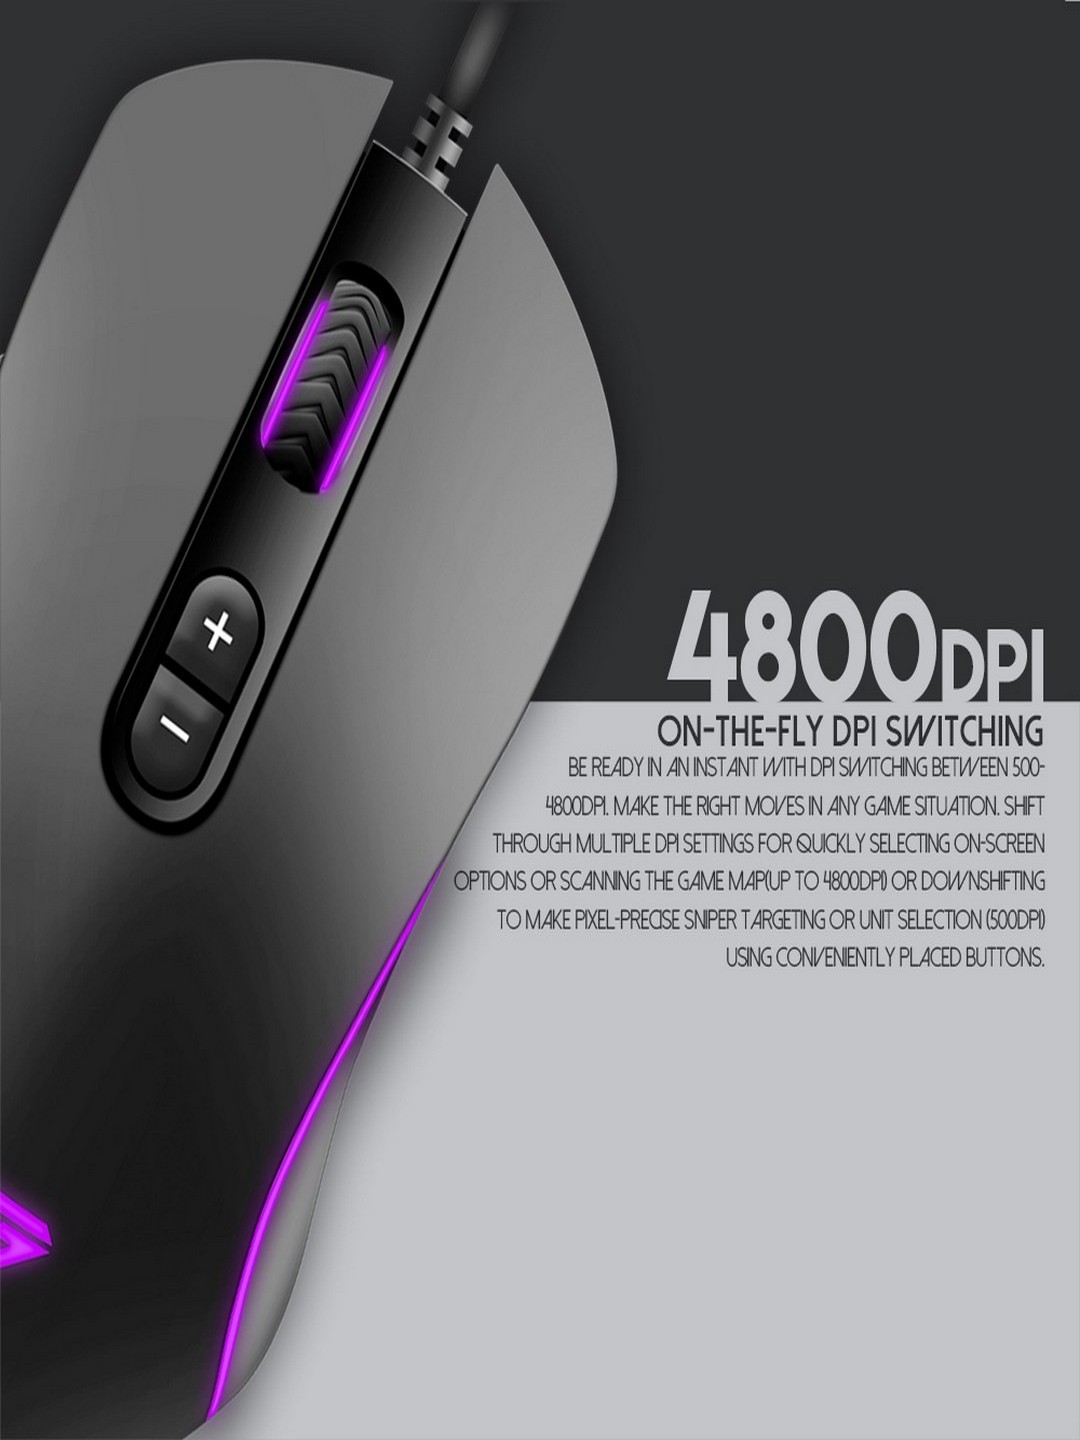 +
−
4800DPI
ON-THE-FLY DPI SWITCHING
BE READY IN AN INSTANT WITH DPI SWITCHING BETWEEN 500-
4800DPI. MAKE THE RIGHT MOVES IN ANY GAME SITUATION. SHIFT
THROUGH MULTIPLE DPI SETTINGS FOR QUICKLY SELECTING ON-SCREEN
OPTIONS OR SCANNING THE GAME MAP(UP TO 4800DPI) OR DOWNSHIFTING
TO MAKE PIXEL-PRECISE SNIPER TARGETING OR UNIT SELECTION (500DPI)
USING CONVENIENTLY PLACED BUTTONS.